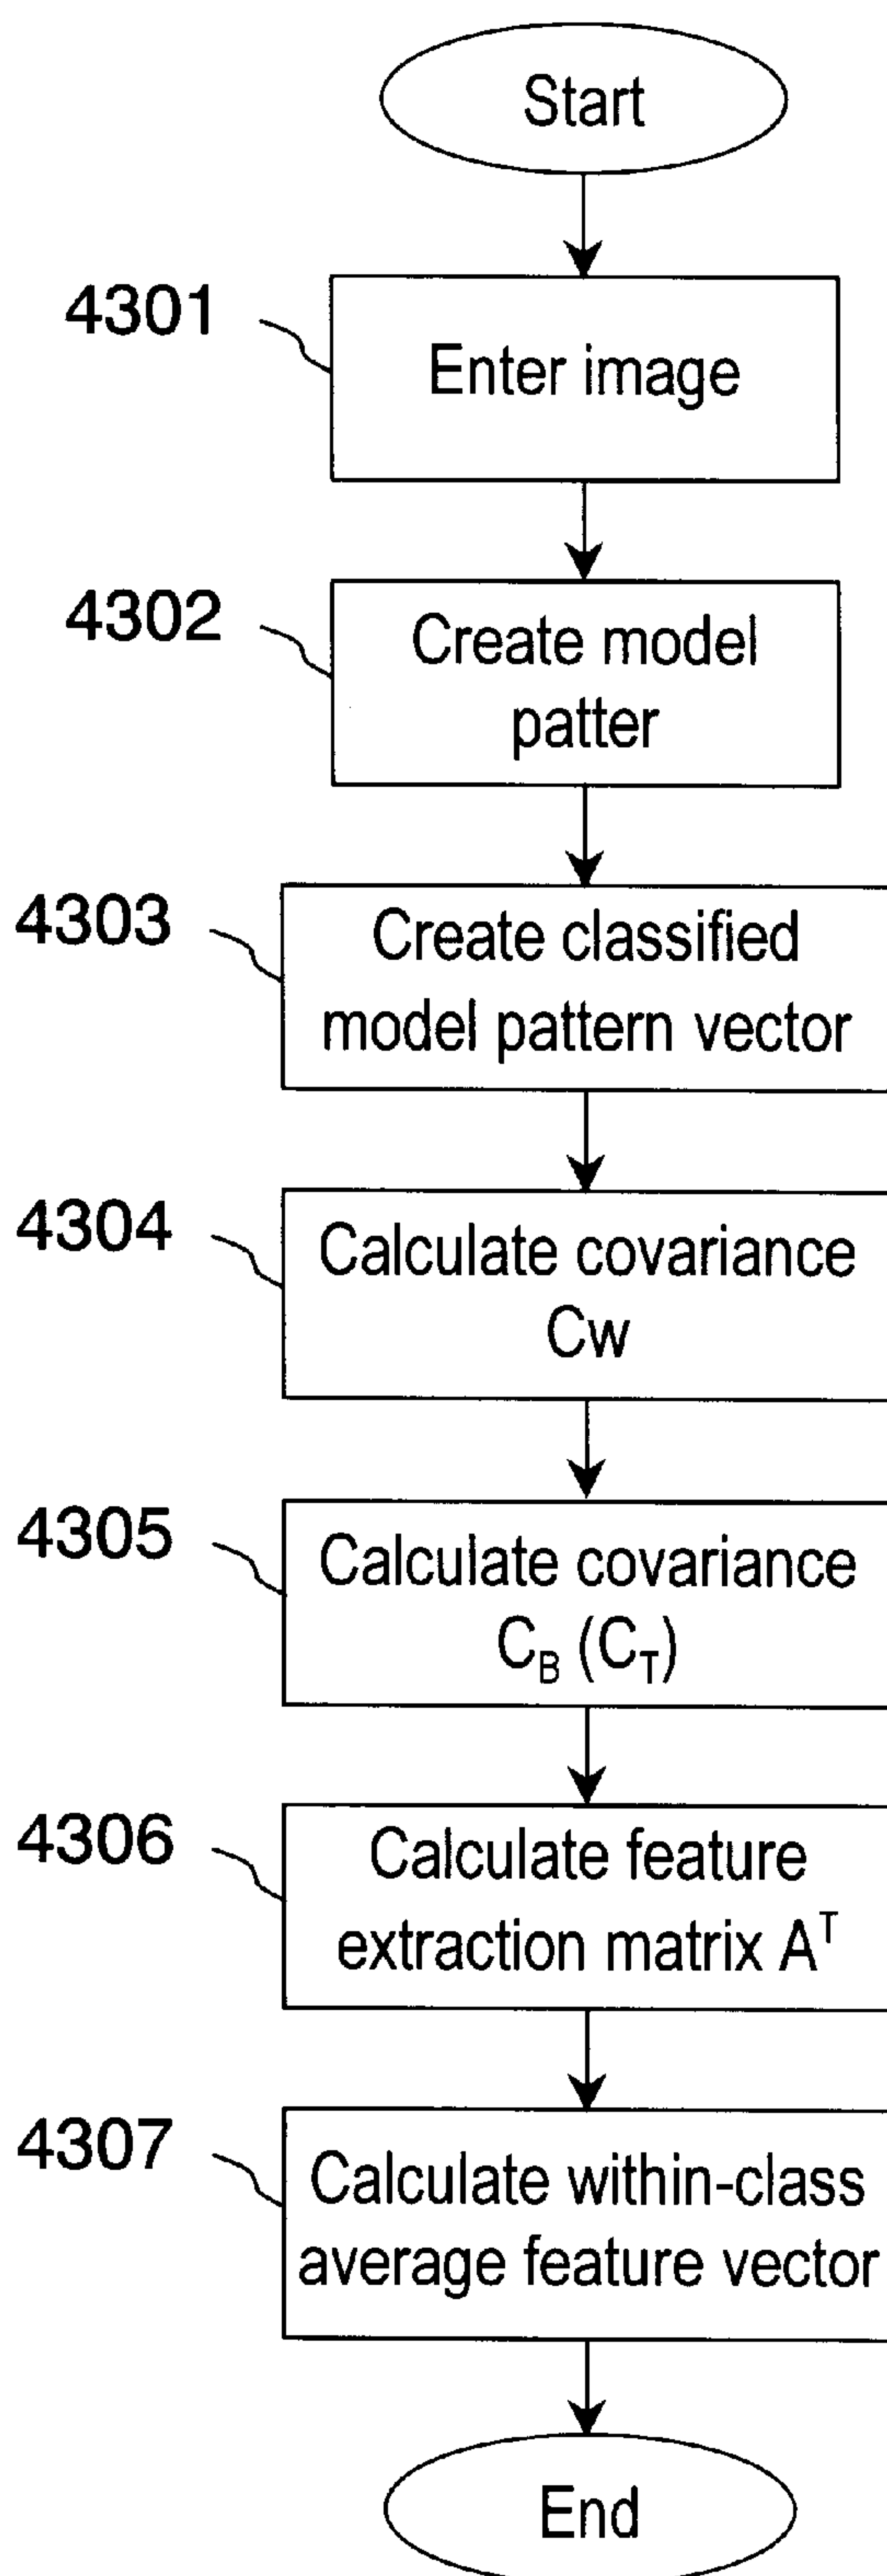 Start
4301
Enter image
4302
Create model
patter
4303
Create classified
model pattern vector
4304
Calculate covariance
Cw
4305
Calculate covariance
C_B (C_T)
4306
Calculate feature
extraction matrix A^T
4307
Calculate within-class
average feature vector
End